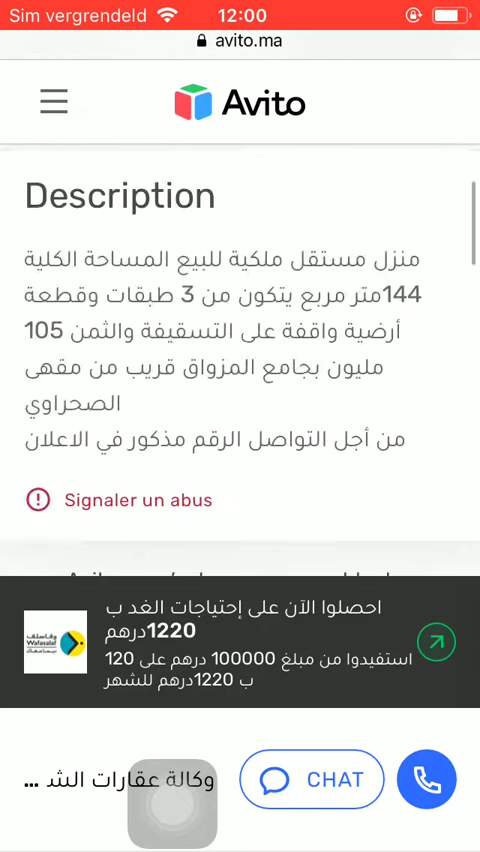 Sim vergrendeld
12:00
avito.ma
Avito
Description
منزل مستقل ملكية للبيع المساحة الكلية
144متر مربع يتكون من 3 طبقات وقطعة
أرضية واقفة على التسقيفة والثمن 105
مليون بجامع المزواق قريب من مقهى
الصحراوي
من أجل التواصل الرقم مذكور في الاعلان
Signaler un abus
احصلوا الآن على إحتياجات الغد ب
1220درهم
استفيدوا من مبلغ 100000 درهم على 120
ب 1220درهم للشهر
وفاسلف
Wafasalaf
وكالة عقارات الش ...
CHAT